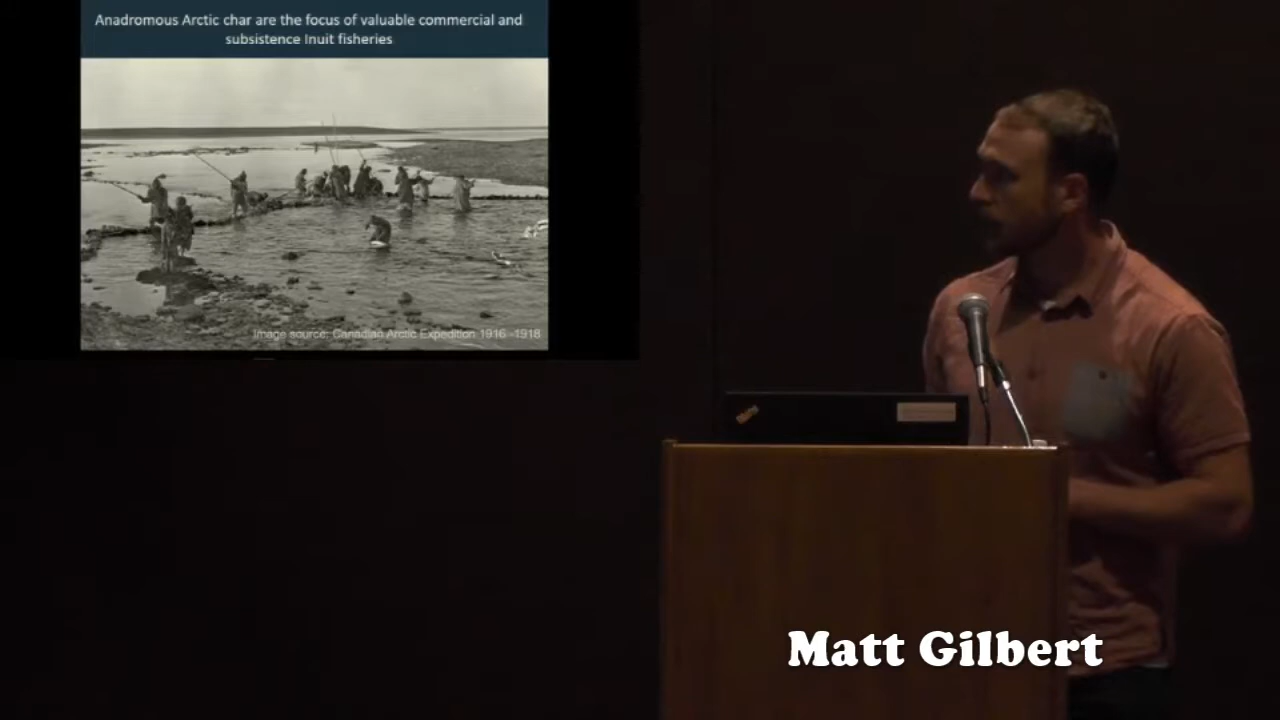 Anadromous Arctic char are the focus of valuable commercial and
subsistence Inuit fisheries
Image source: Canadian Arctic Expedition 1916 -1918
Matt Gilbert